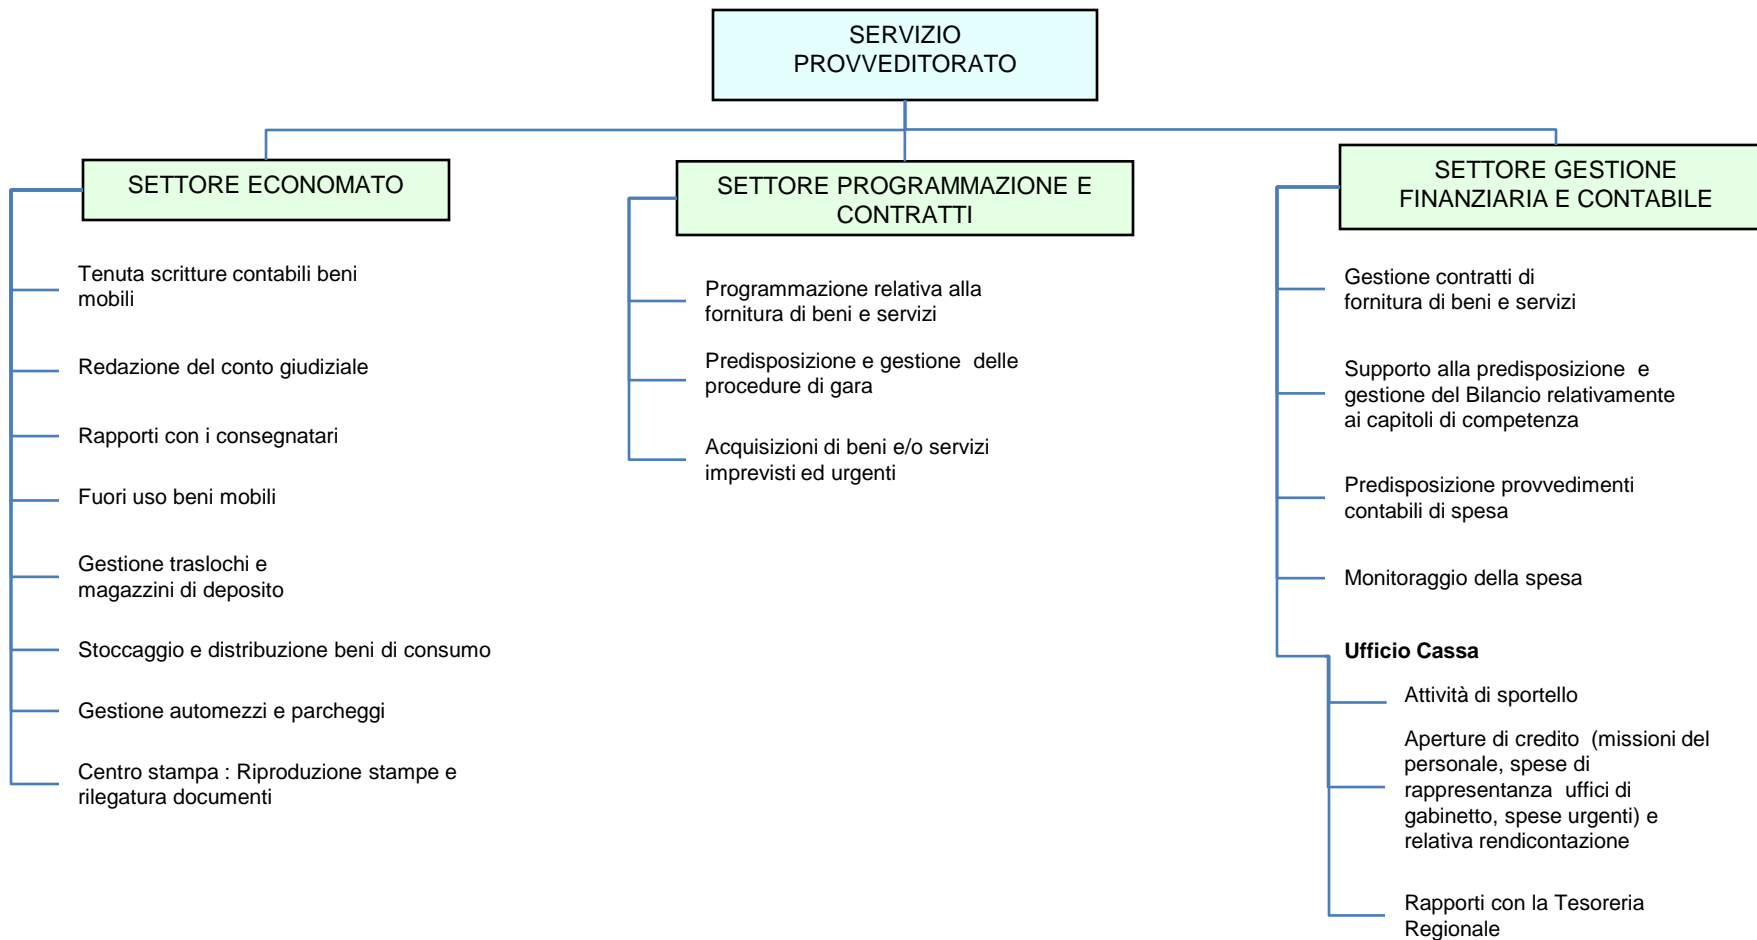 SERVIZIO
PROVVEDITORATO
SETTORE ECONOMATO
Tenuta scritture contabili beni
mobili
Redazione del conto giudiziale
Rapporti con i consegnatari
Fuori uso beni mobili
Gestione traslochi e
magazzini di deposito
Stoccaggio e distribuzione beni di consumo
Gestione automezzi e parcheggi
Centro stampa : Riproduzione stampe e
rilegatura documenti
SETTORE PROGRAMMAZIONE E
CONTRATTI
Programmazione relativa alla
fornitura di beni e servizi
Predisposizione e gestione delle
procedure di gara
Acquisizioni di beni e/o servizi
imprevisti ed urgenti
SETTORE GESTIONE
FINANZIARIA E CONTABILE
Gestione contratti di
fornitura di beni e servizi
Supporto alla predisposizione e
gestione del Bilancio relativamente
ai capitoli di competenza
Predisposizione provvedimenti
contabili di spesa
Monitoraggio della spesa
Ufficio Cassa
Attività di sportello
Aperture di credito (missioni del
personale, spese di
rappresentanza uffici di
gabinetto, spese urgenti) e
relativa rendicontazione
Rapporti con la Tesoreria
Regionale